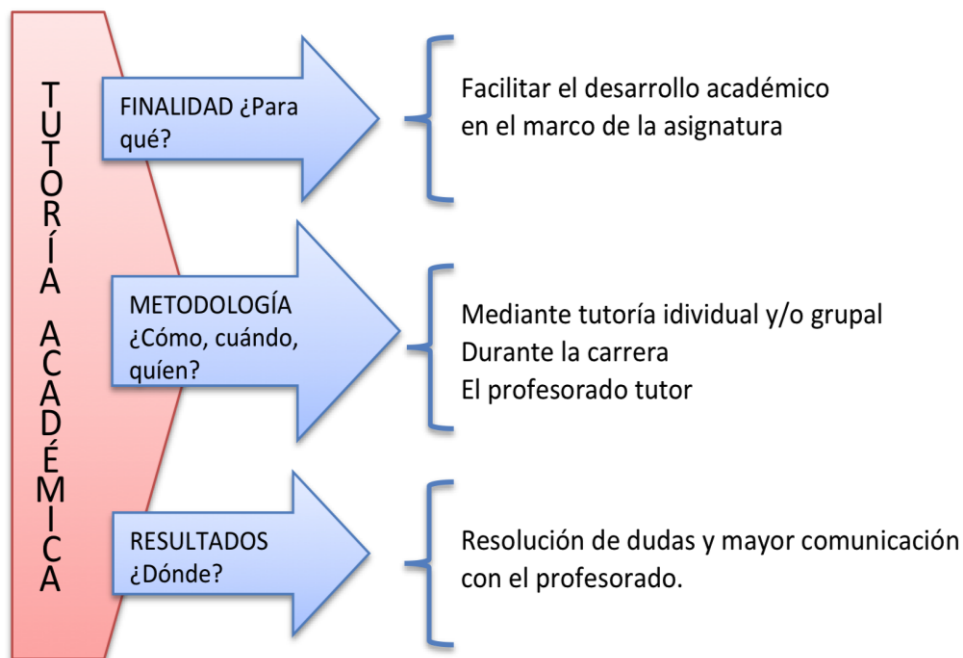 TUTORÍA ACADÉMICA
FINALIDAD ¿Para
qué?
Facilitar el desarrollo académico
en el marco de la asignatura
METODOLOGÍA
¿Cómo, cuándo,
quíen?
Mediante tutoría idividual y/o grupal
Durante la carrera
El profesorado tutor
RESULTADOS
¿Dónde?
Resolución de dudas y mayor comunicación
con el profesorado.